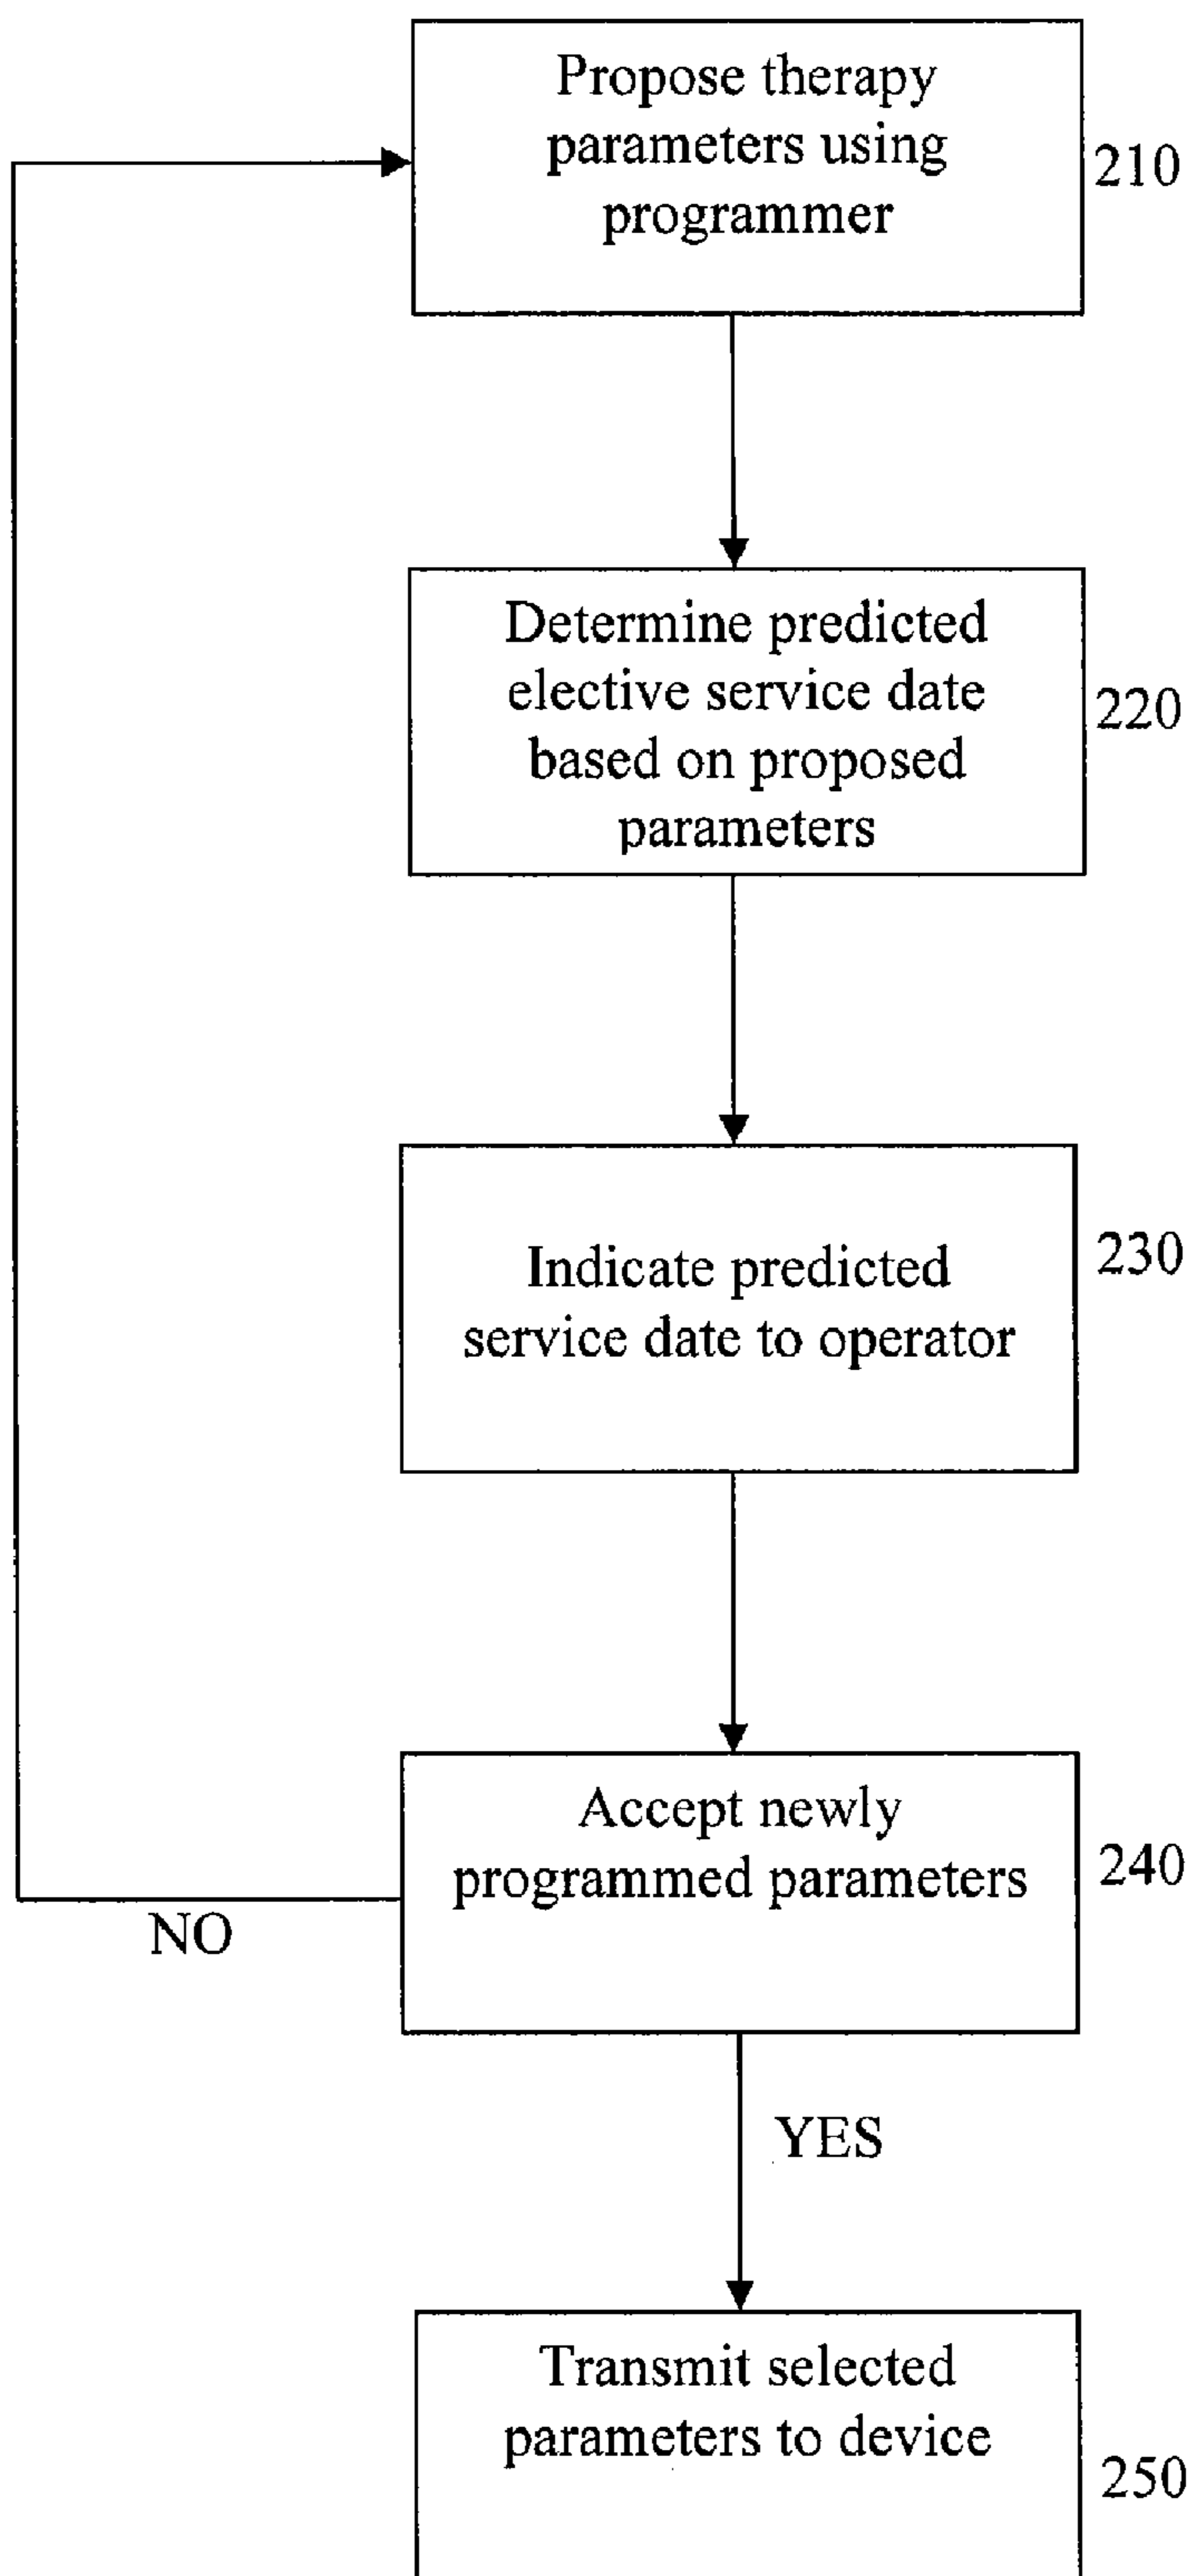 Propose therapy
parameters using
programmer
210
Determine predicted
elective service date
based on proposed
parameters
220
Indicate predicted
service date to operator
230
Accept newly
programmed parameters
240
NO
YES
Transmit selected
parameters to device
250